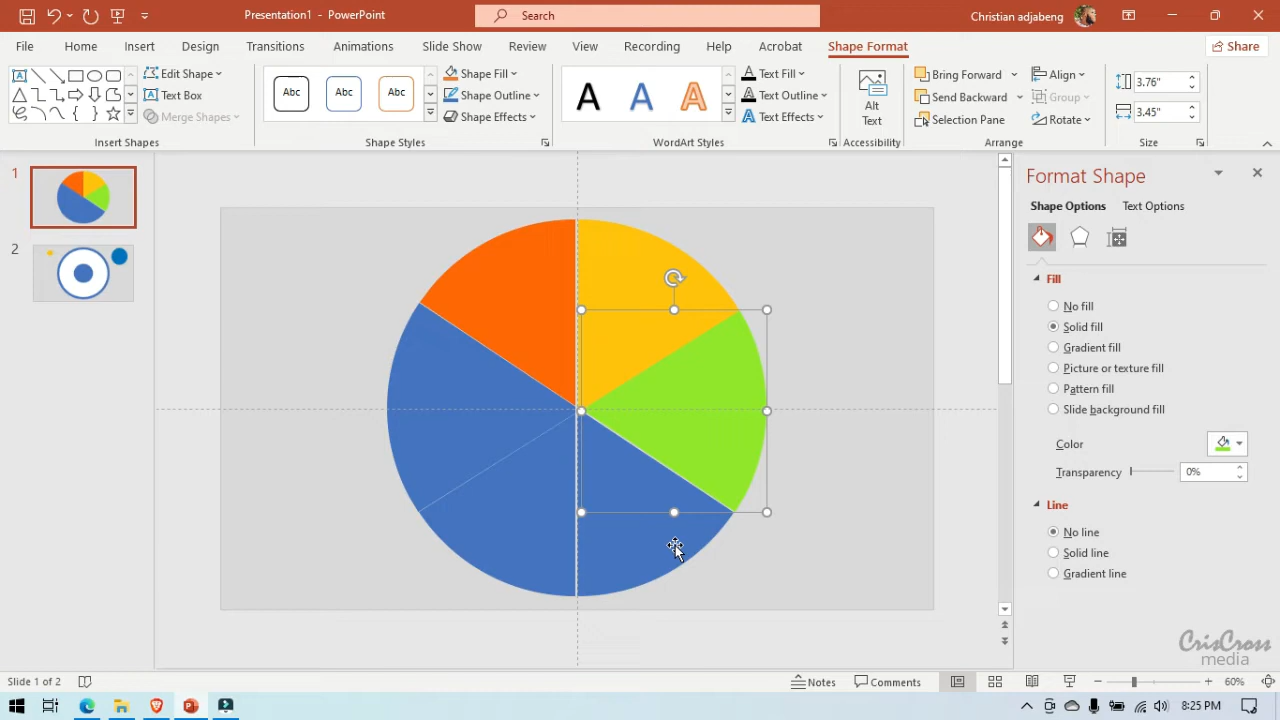 Presentation1 - PowerPoint
Search
Christian adjabeng
File Home Insert Design Transitions Animations Slide Show Review View Recording Help Acrobat Shape Format Share
Edit Shape
Text Box
Merge Shapes
Insert Shapes
Abc Abc Abc
Shape Fill
Shape Outline
Shape Effects
Shape Styles
A A A
Text Fill
Text Outline
Text Effects
WordArt Styles
Alt
Text
Accessibility
Bring Forward
Send Backward
Selection Pane
Align
Group
Rotate
Arrange
3.76"
3.45"
Size
1
2
Format Shape
Shape Options Text Options
Fill
No fill
Solid fill
Gradient fill
Picture or texture fill
Pattern fill
Slide background fill
Color
Transparency 0%
Line
No line
Solid line
Gradient line
CrisCross
media
Slide 1 of 2
Notes Comments 60%
8:25 PM